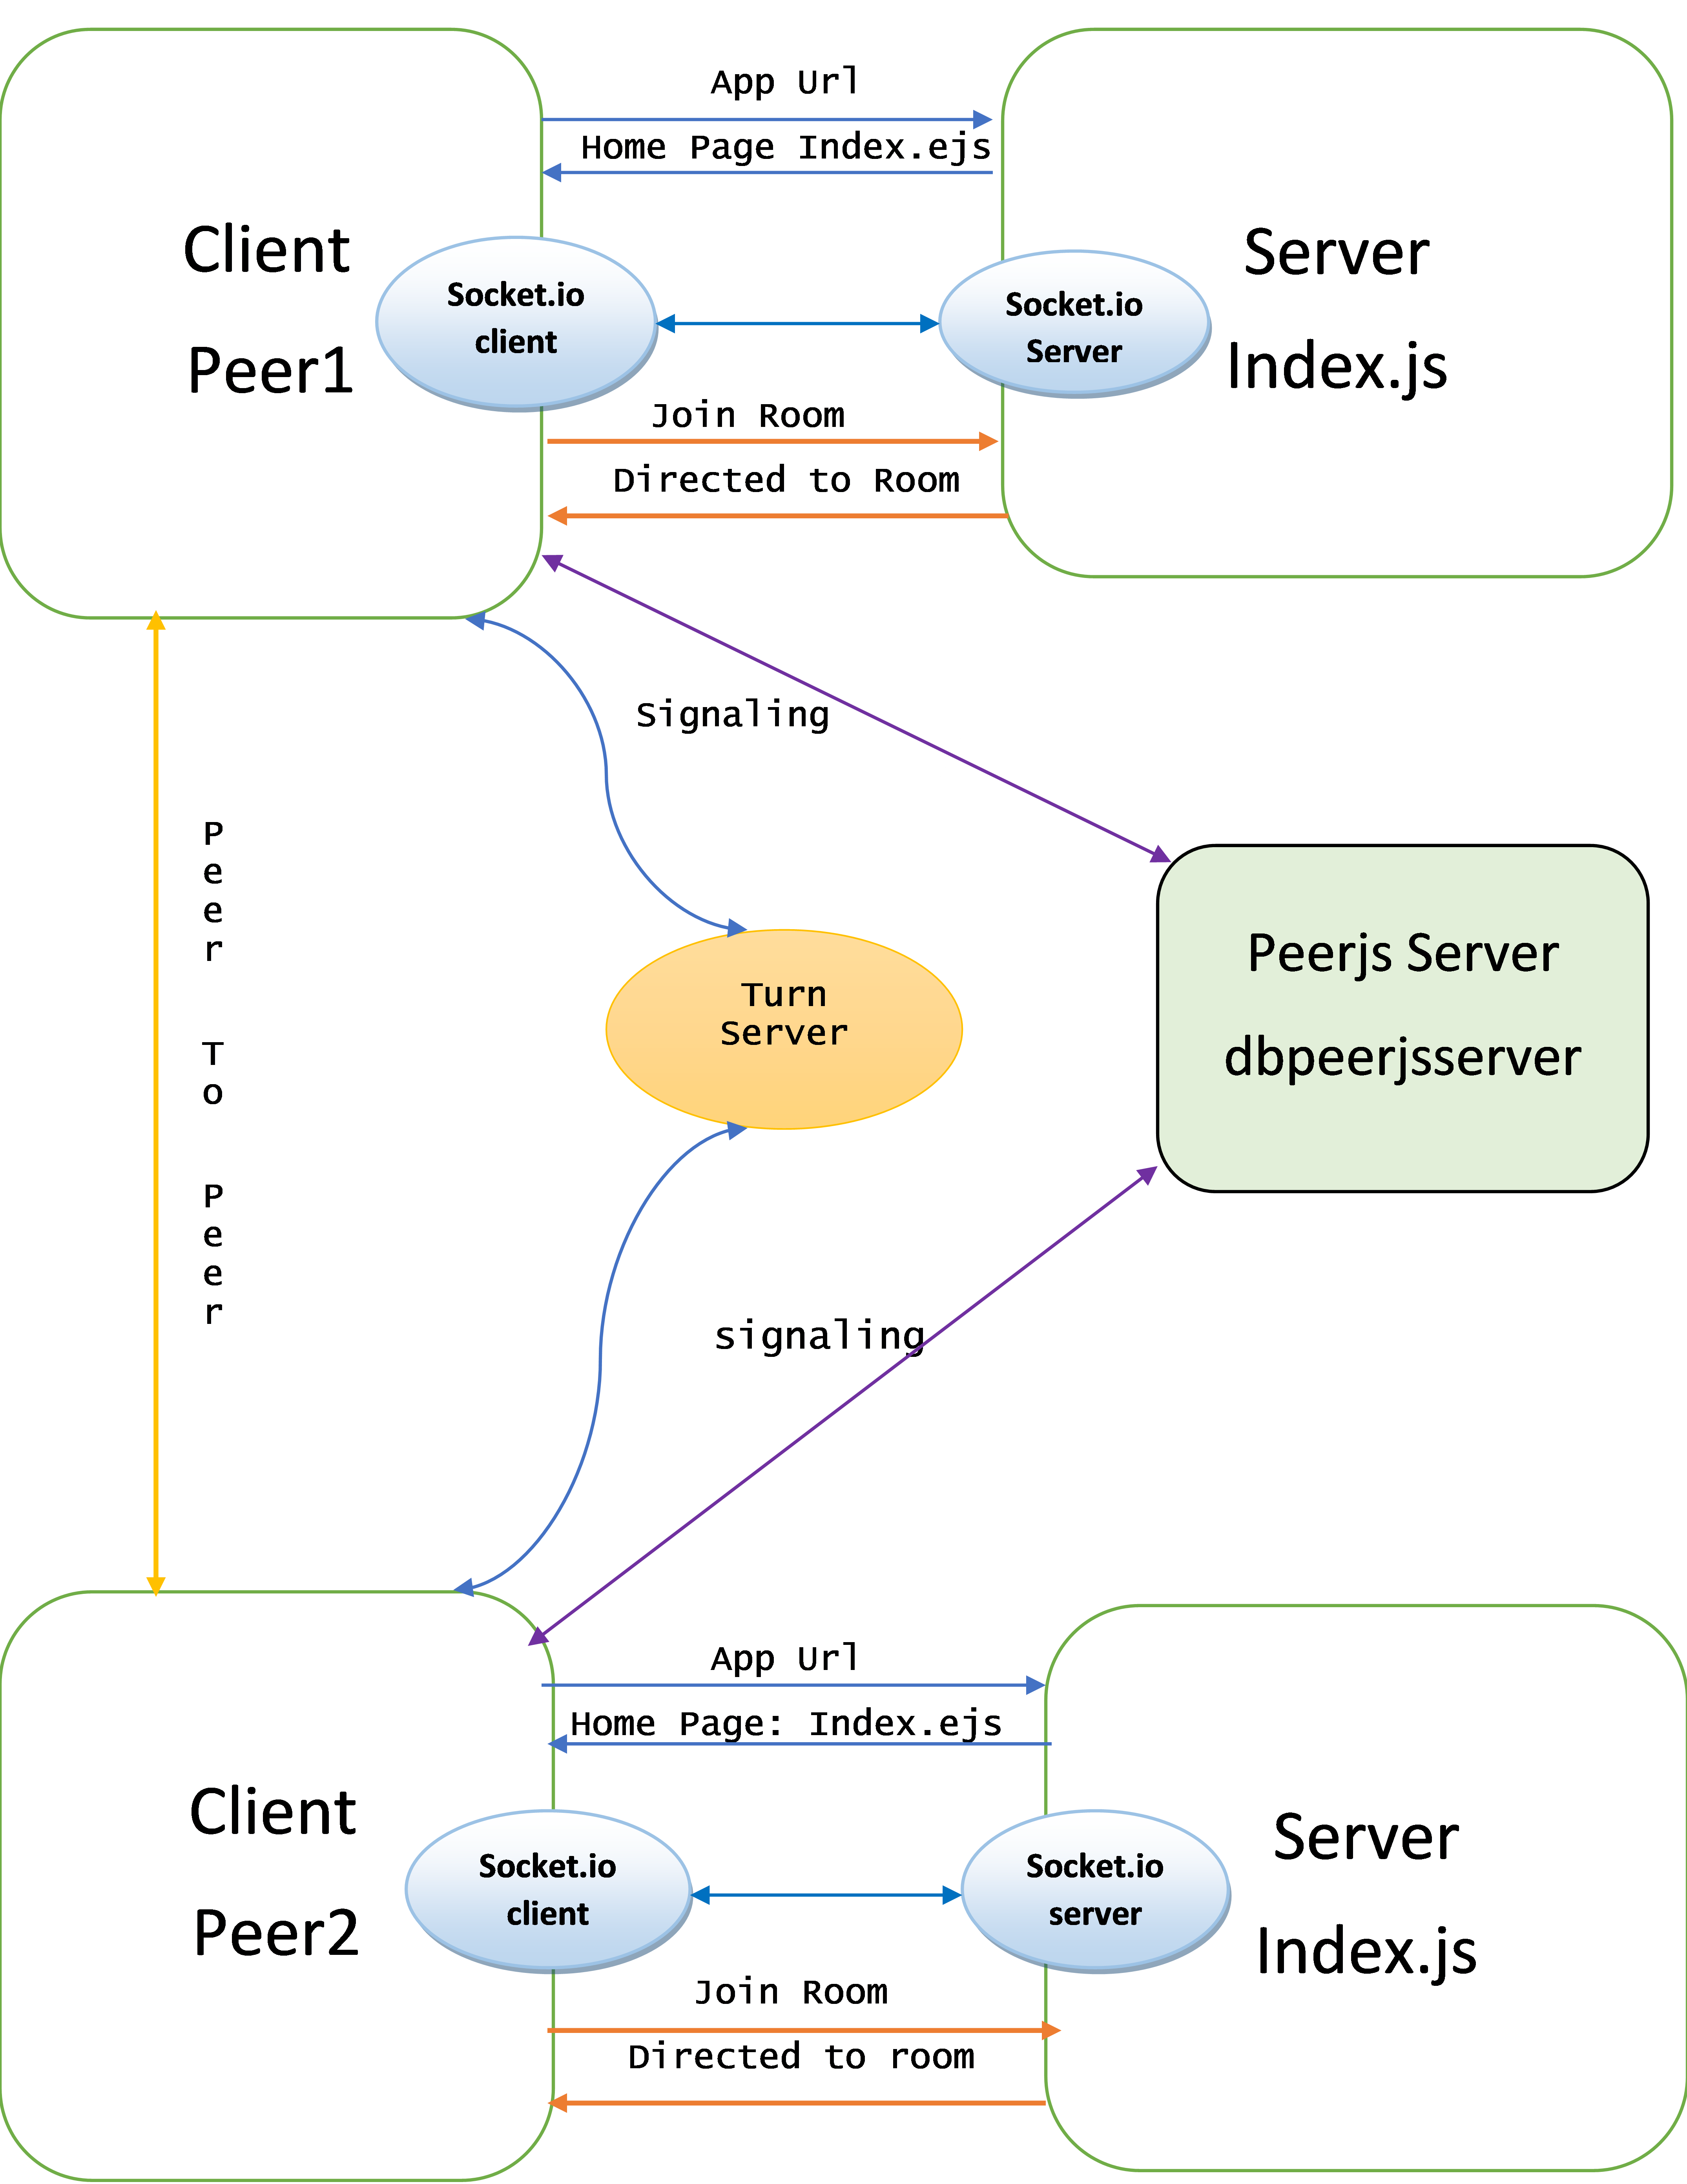 App Url
Home Page Index.ejs
Client
Peer1
Socket.io
client
Socket.io
Server
Server
Index.js
Join Room
Directed to Room
Signaling
Peer To Peer
Turn
Server
Peerjs Server
dbpeerjsserver
signaling
App Url
Home Page: Index.ejs
Client
Peer2
Socket.io
client
Socket.io
server
Server
Index.js
Join Room
Directed to room